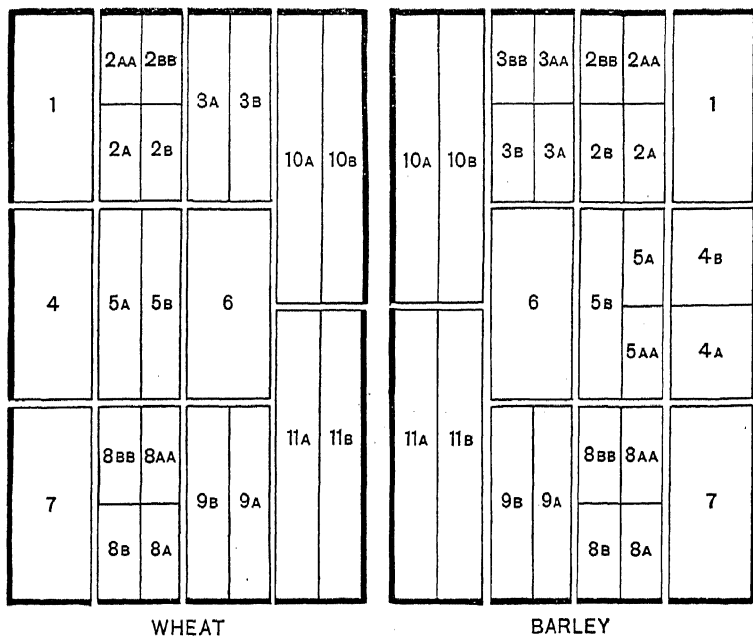 2AA 2BB 3BB 3AA 2BB 2AA
1 3A 3B 1
2A 2B 10A 10B 10A 10B 3B 3A 2B 2A
5A 4B
4 5A 5B 6 6 5B
5AA 4A
8BB 8AA 11A 11B 11A 11B 8BB 8AA
7 9B 9A 9B 9A 7
8B 8A 8B 8A
WHEAT BARLEY